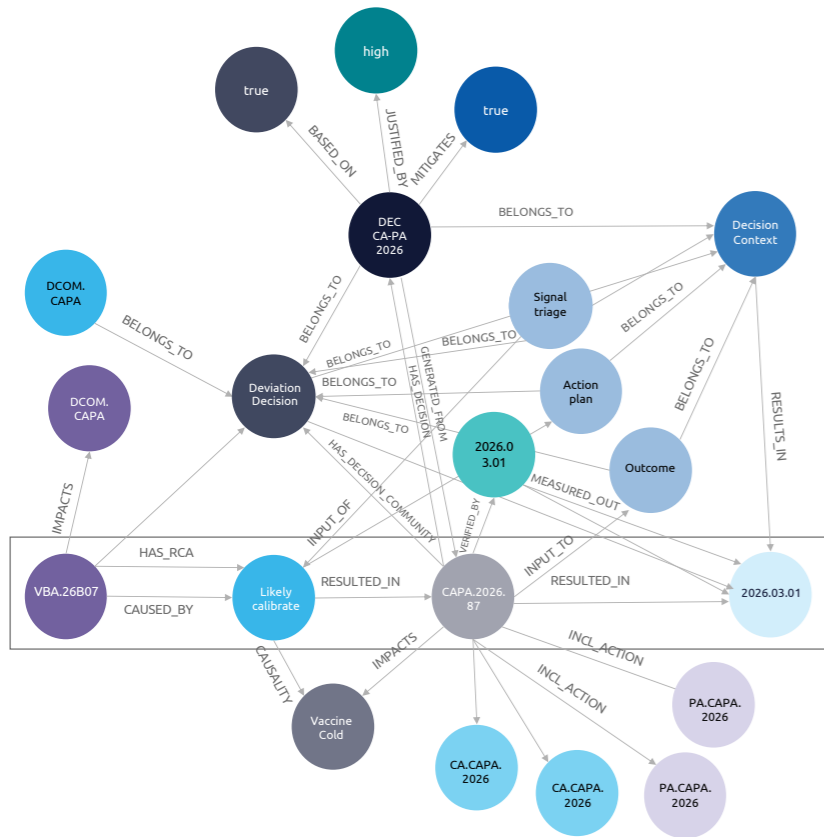 high
true
true
BASED_ON
JUSTIFIED_BY
MITIGATES
DEC
CA-PA
2026
BELONGS_TO
Decision
Context
DCOM.
CAPA
BELONGS_TO
BELONGS_TO
Signal
triage
BELONGS_TO
BELONGS_TO
BELONGS_TO
DCOM.
CAPA
Deviation
Decision
BELONGS_TO
GENERATED_FROM
HAS_DECISION
Action
plan
BELONGS_TO
BELONGS_TO
RESULTS_IN
2026.0
3.01
Outcome
HAS_DECISION_COMMUNITY
MEASURED_OUT
IMPACTS
INPUT_OF
VERIFIED_BY
INPUT_TO
HAS_RCA
VBA.26B07
CAUSED_BY
Likely
calibrate
RESULTED_IN
CAPA.2026.
87
RESULTED_IN
2026.03.01
CAUSALITY
IMPACTS
INCL_ACTION
INCL_ACTION
Vaccine
Cold
PA.CAPA.
2026
CA.CAPA.
2026
CA.CAPA.
2026
PA.CAPA.
2026